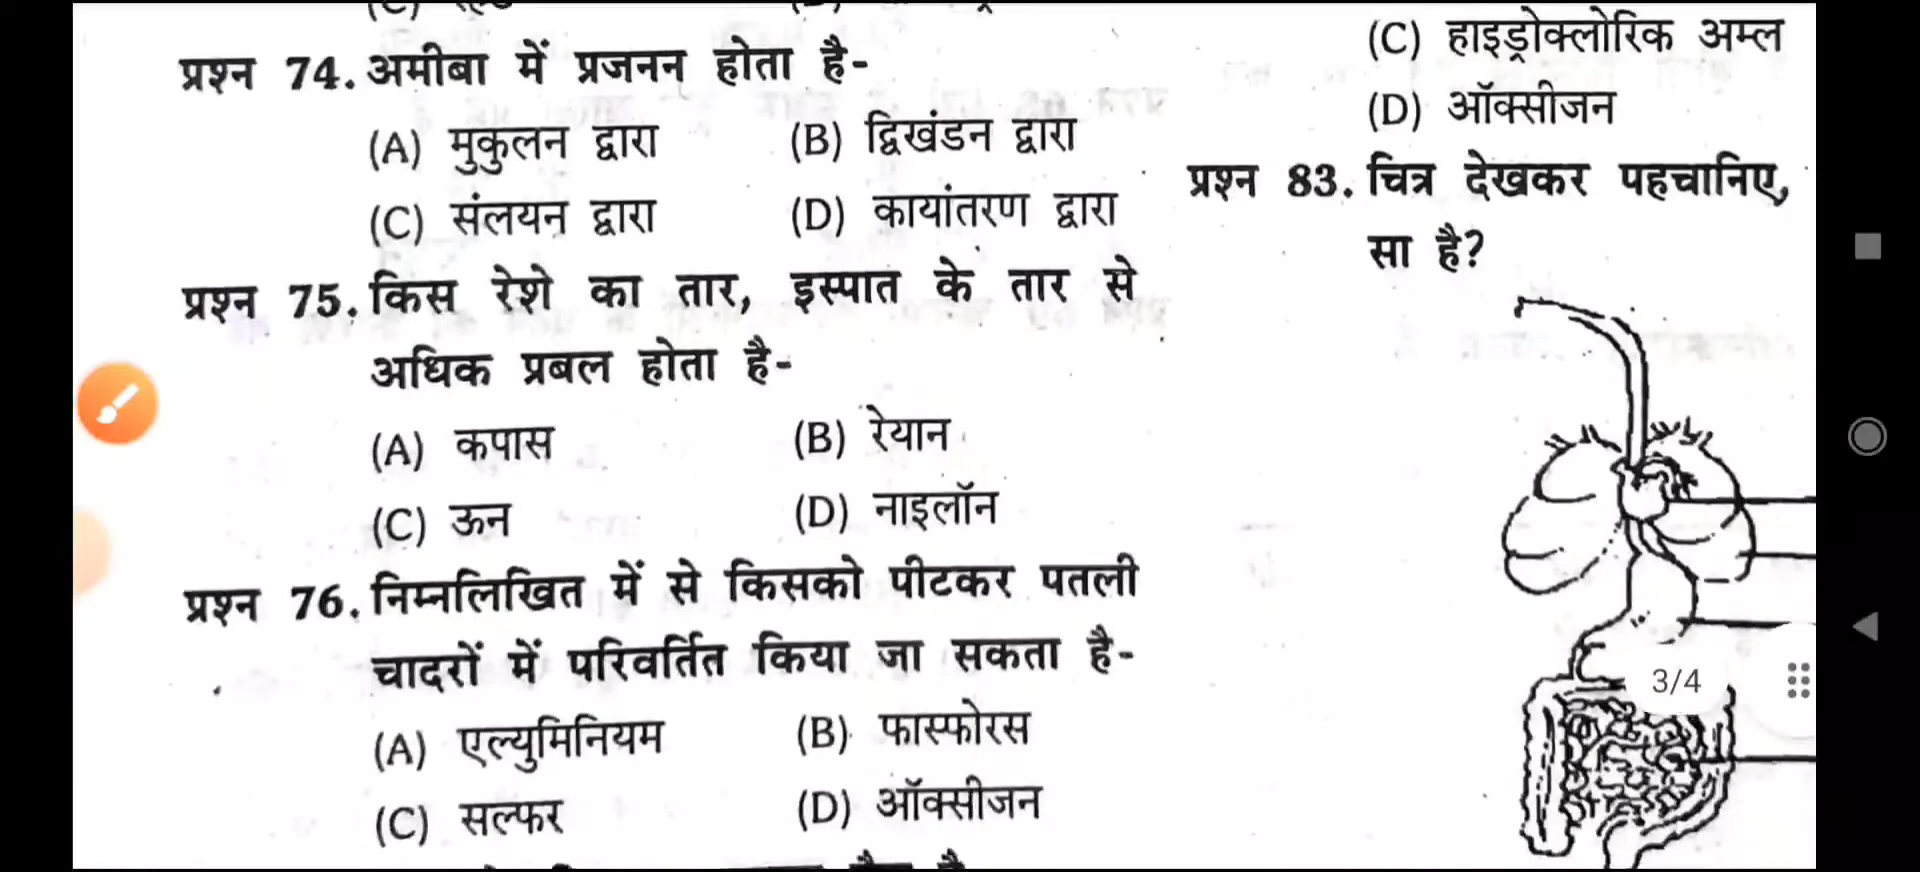 प्रश्न 74. अमीबा में प्रजनन होता है-
(A) मुकुलन द्वारा (B) द्विखंडन द्वारा
(C) संलयन द्वारा (D) कायांतरण द्वारा
प्रश्न 75. किस रेशे का तार, इस्पात के तार से
अधिक प्रबल होता है-
(A) कपास (B) रेयान
(C) ऊन (D) नाइलॉन
प्रश्न 76. निम्नलिखित में से किसको पीटकर पतली
चादरों में परिवर्तित किया जा सकता है-
(A) एल्युमिनियम (B) फास्फोरस
(C) सल्फर (D) ऑक्सीजन
(C) हाइड्रोक्लोरिक अम्ल
(D) ऑक्सीजन
प्रश्न 83. चित्र देखकर पहचानिए,
सा है?
3/4